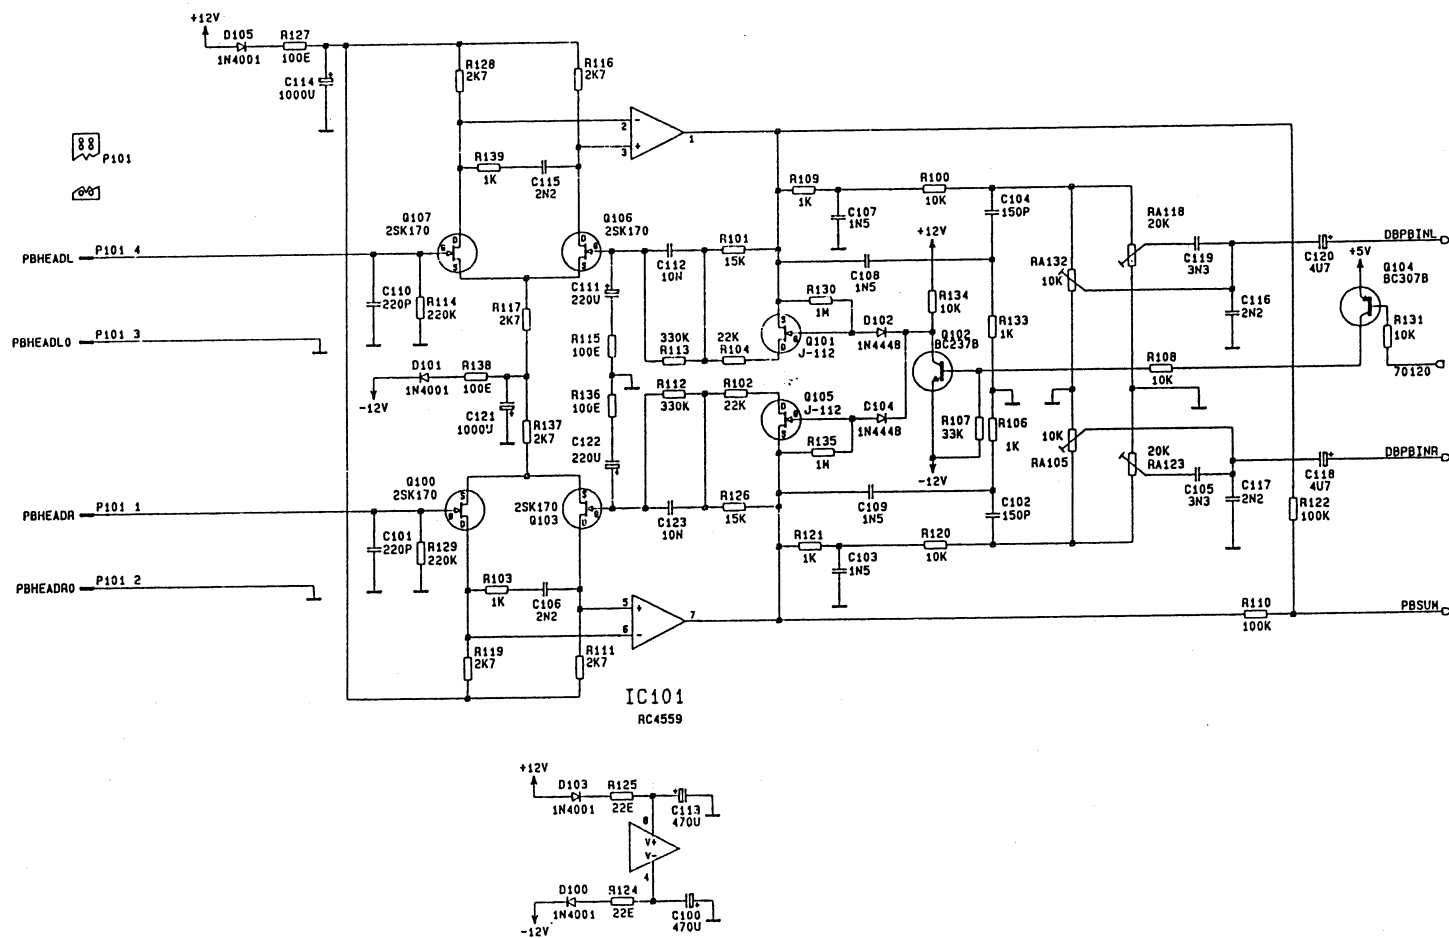 +12V
D105
1N4001
R127
100E
C114
1000U
R128
2K7
R116
2K7
P101
2
3
1
R139
1K
C115
2N2
Q107
2SK170
Q106
2SK170
D
G
S
D
G
S
R109
1K
R100
10K
C107
1N5
C104
150P
+12V
RA118
20K
PBHEADL
P101 4
C112
10N
R101
15K
C108
1N5
RA132
10K
C119
3N3
C120
4U7
DBPBINL
+5V
Q104
BC307B
C110
220P
R114
220K
C111
220U
R117
2K7
R130
1M
R134
10K
R133
1K
C116
2N2
R131
10K
PBHEADLO
P101 3
R115
100E
330K
R113
22K
R104
S
G
D
Q101
J-112
D102
1N4448
Q102
BC237B
R108
10K
70120
D101
1N4001
R138
100E
-12V
C121
1000U
R137
2K7
R136
100E
R112
330K
R102
22K
Q105
J-112
D
G
S
D104
1N4448
R107
33K
R106
1K
10K
RA105
20K
RA123
C122
220U
R135
1M
-12V
C105
3N3
C118
4U7
DBPBINR
C117
2N2
Q100
2SK170
2SK170
Q103
S
G
D
S
G
D
PBHEADR
P101 1
C123
10N
R126
15K
C109
1N5
C102
150P
R122
100K
C101
220P
R129
220K
R121
1K
C103
1N5
R120
10K
PBHEADRO
P101 2
R103
1K
C106
2N2
5
6
7
R110
100K
PBSUM
R119
2K7
R111
2K7
IC101
RC4559
+12V
D103
1N4001
R125
22E
C113
470U
8
V+
V-
4
D100
1N4001
R124
22E
C100
470U
-12V